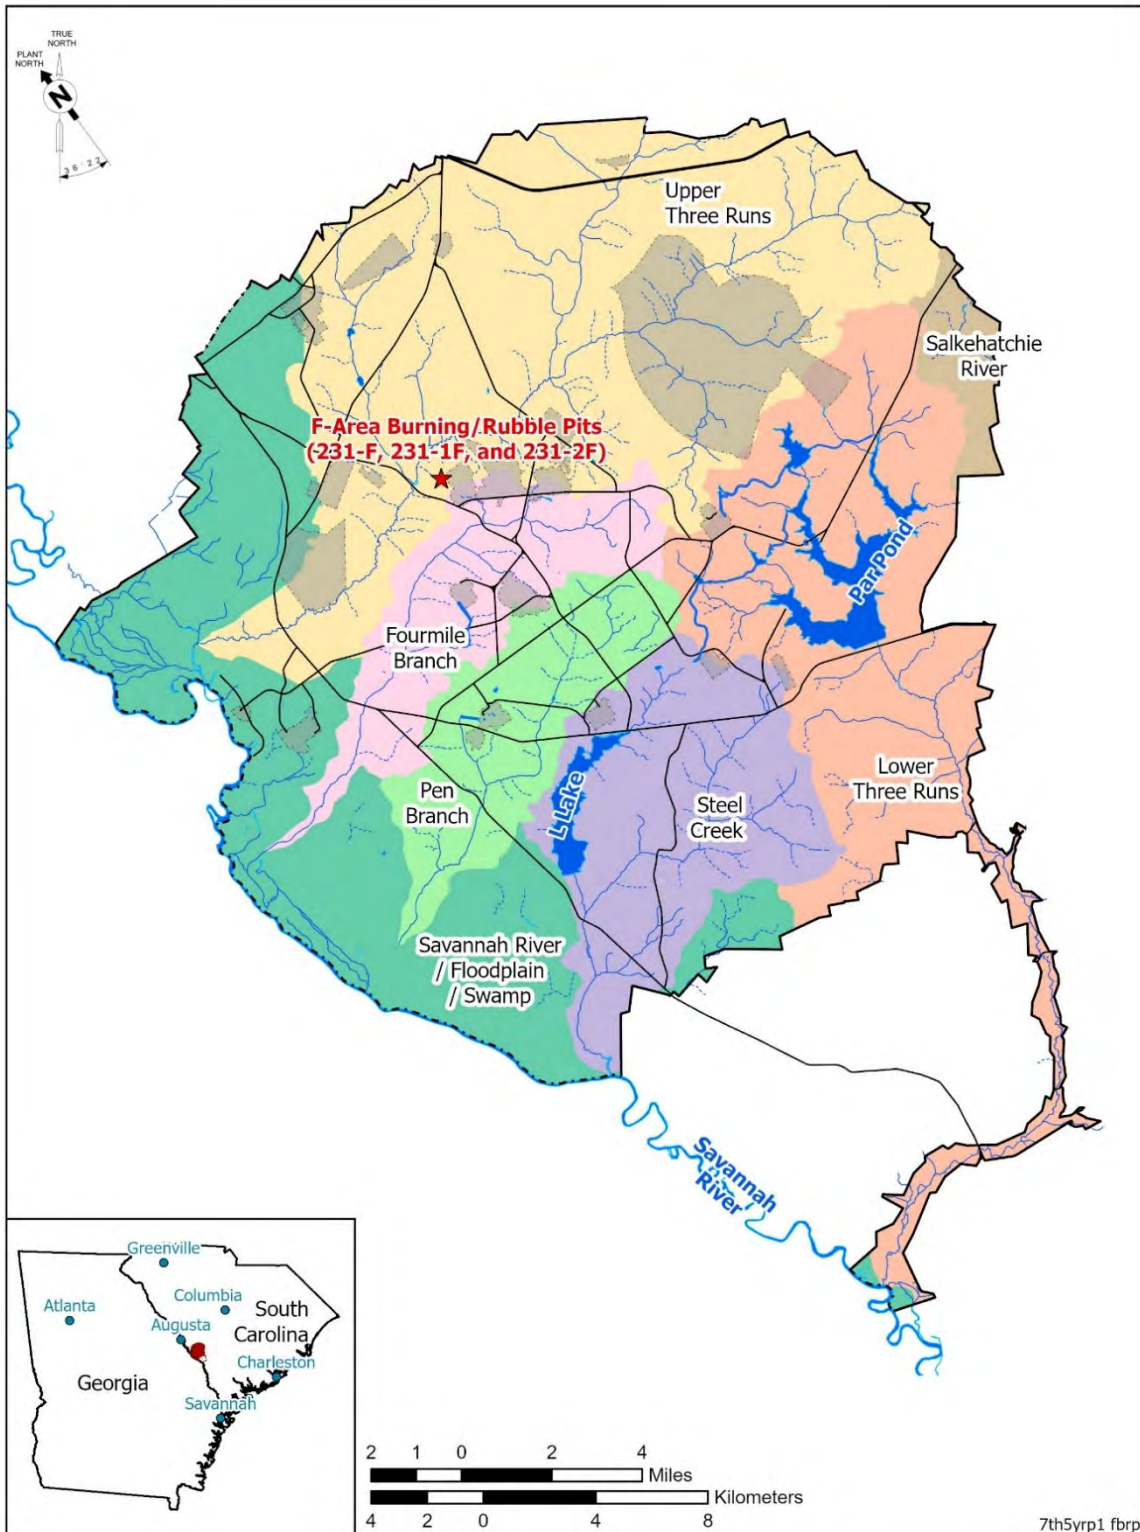 TRUE
NORTH
PLANT
NORTH
N
36°22'
Upper
Three Runs
Salkehatchie
River
F-Area Burning/Rubble Pits
(231-F, 231-1F, and 231-2F)
Par Pond
Fourmile
Branch
Pen
Branch
L Lake
Steel
Creek
Lower
Three Runs
Savannah River
/ Floodplain
/ Swamp
Savannah
River
Greenville
Atlanta
Columbia
South
Carolina
Augusta
Charleston
Georgia
Savannah
2 1 0 2 4
Miles
Kilometers
4 2 0 4 8
7th5yrp1 fbrp